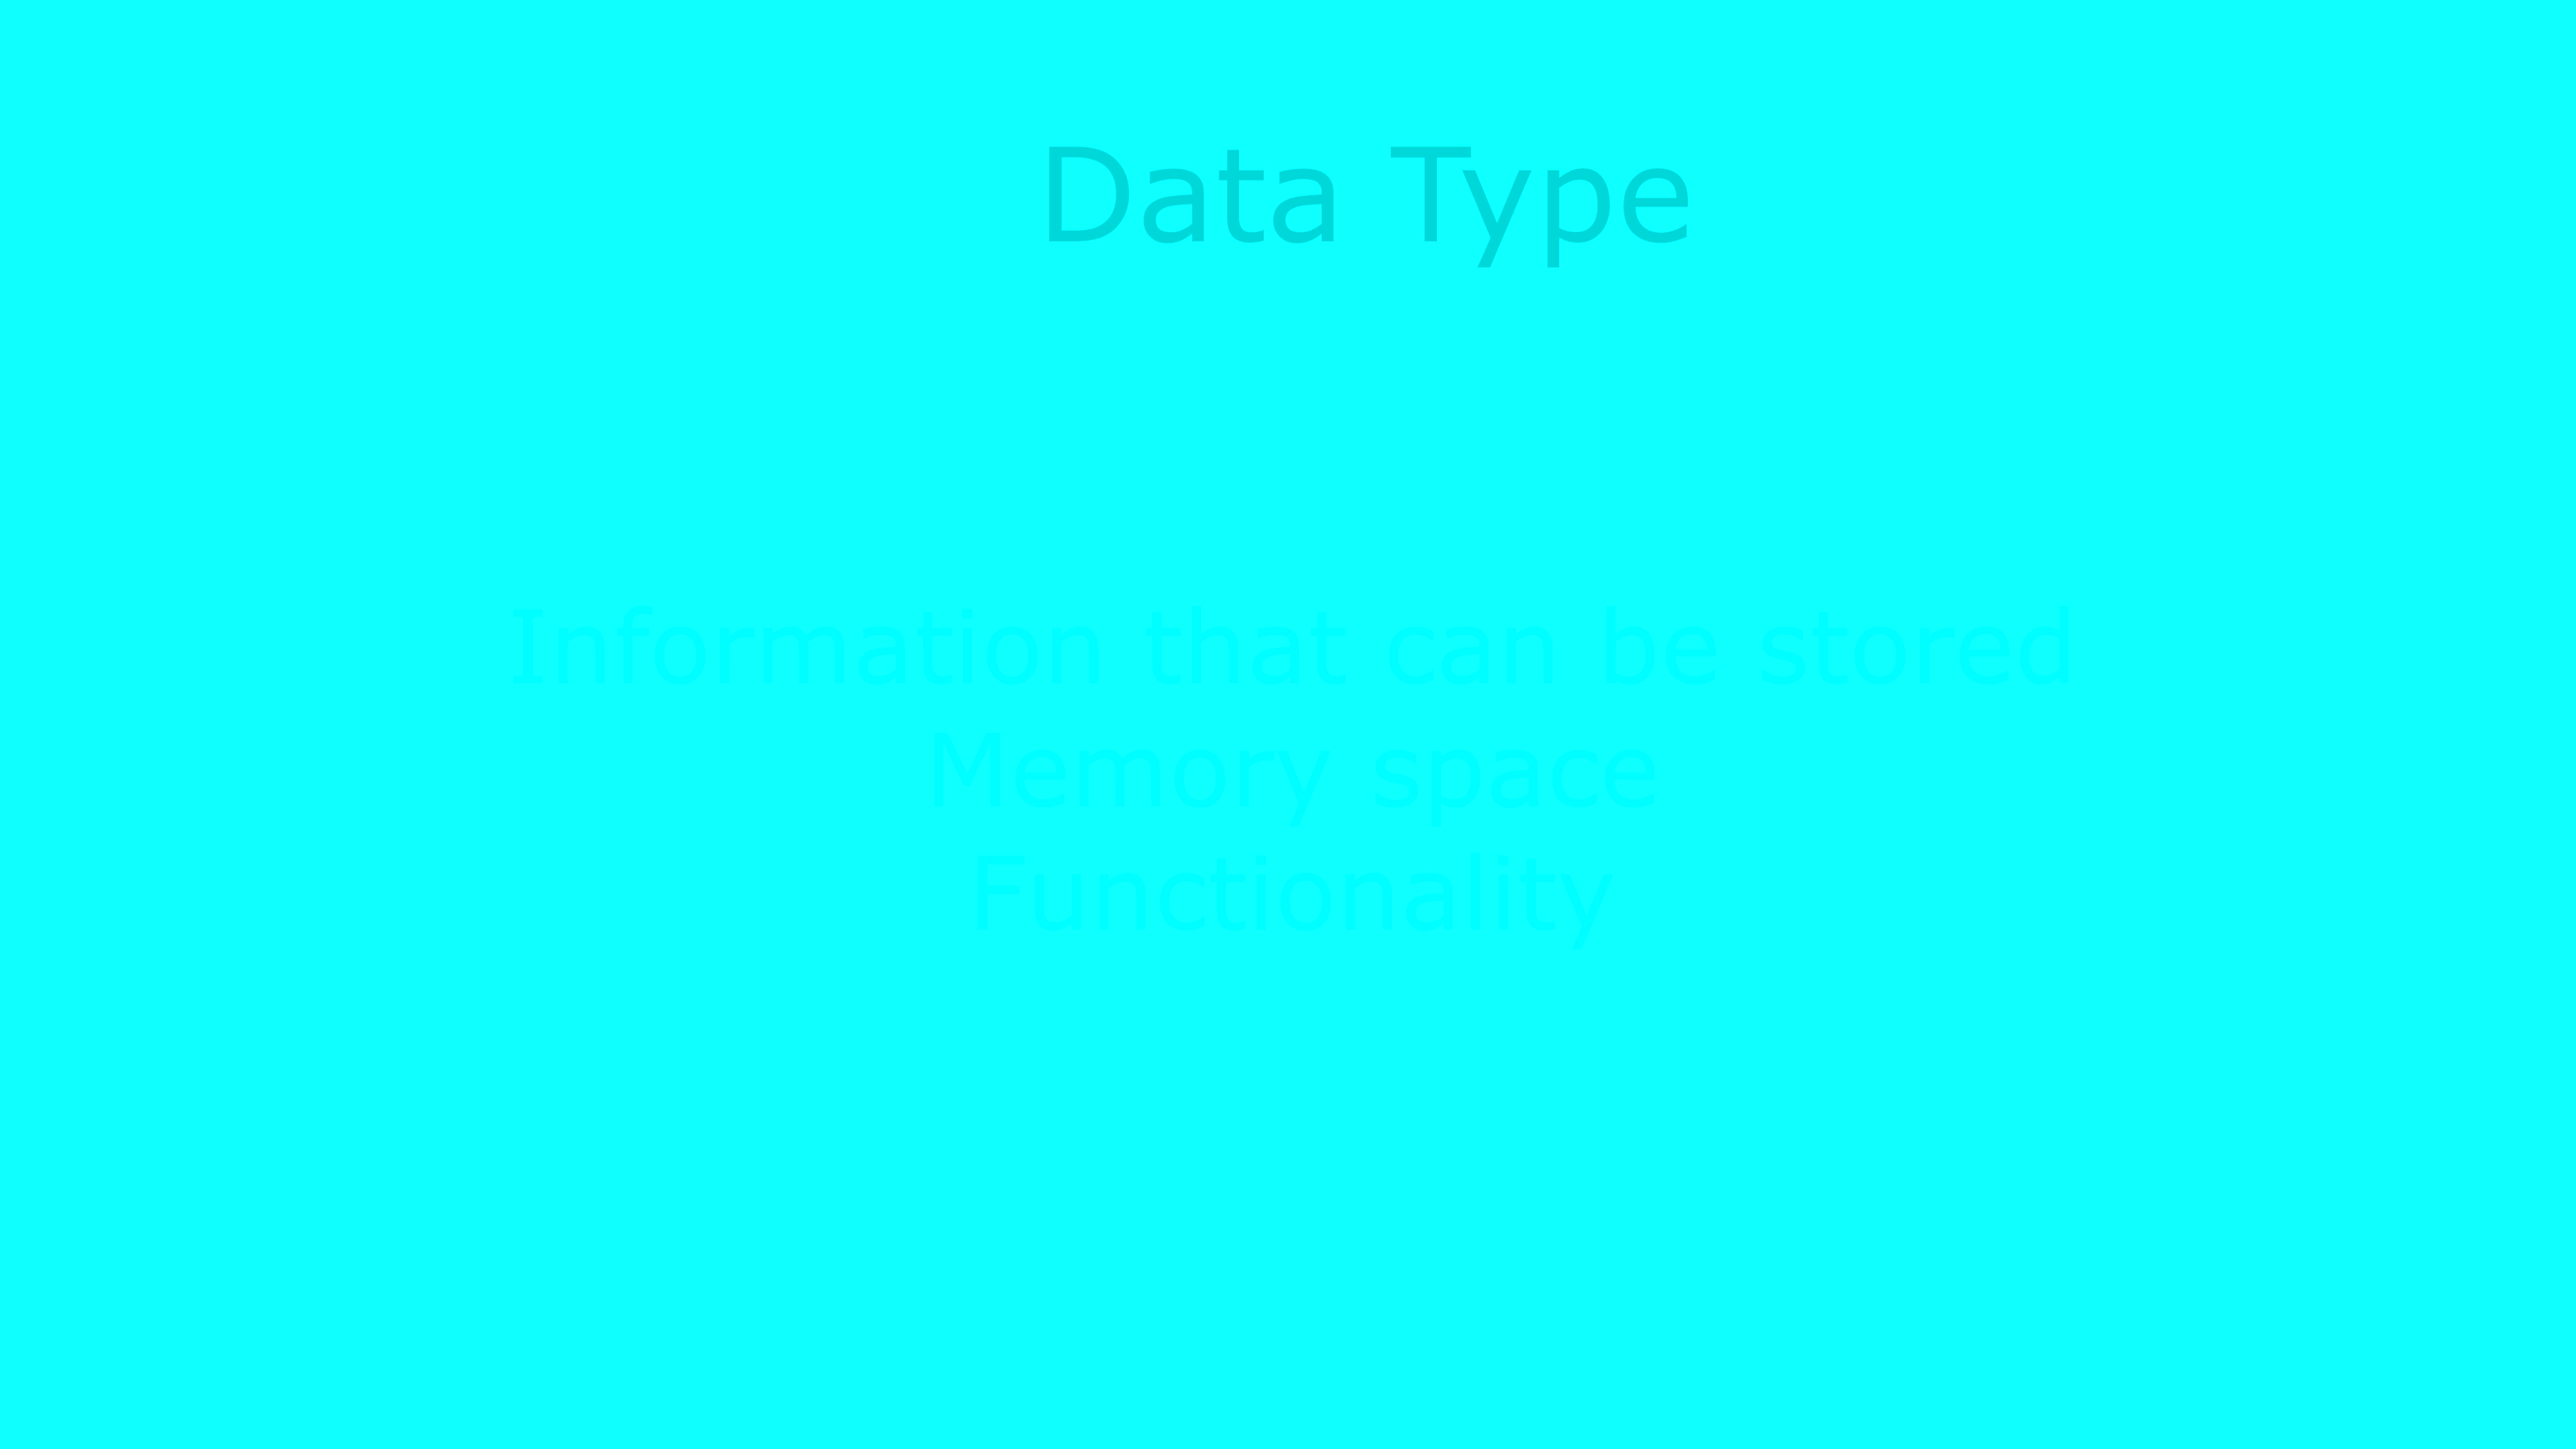 Data Type
Information that can be stored
Memory space
Functionality